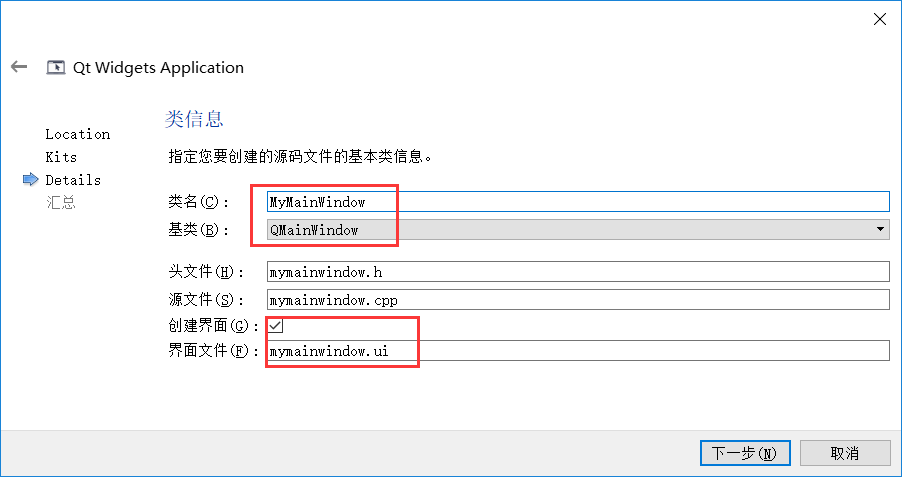 Qt Widgets Application
Location
Kits
Details
汇总
类信息
指定您要创建的源码文件的基本类信息。
类名(C): MyMainWindow
基类(B): QMainWindow
头文件(H): mymainwindow.h
源文件(S): mymainwindow.cpp
创建界面(G):
界面文件(F): mymainwindow.ui
下一步(N)
取消